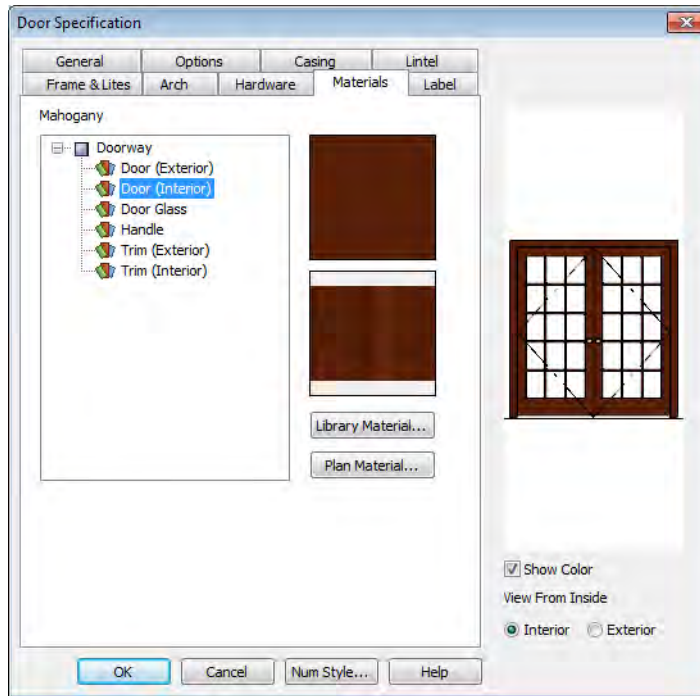 Door Specification
General Options Casing Lintel
Frame & Lites Arch Hardware Materials Label
Mahogany
Doorway
Door (Exterior)
Door (Interior)
Door Glass
Handle
Trim (Exterior)
Trim (Interior)
Library Material...
Plan Material...
Show Color
View From Inside
Interior Exterior
OK Cancel Num Style... Help